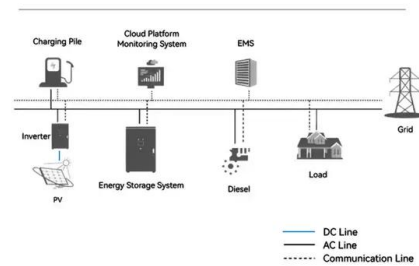 Charging Pile
Cloud Platform
Monitoring System
EMS
Inverter
Grid
PV
Energy Storage System
Diesel
Load
DC Line
AC Line
Communication Line